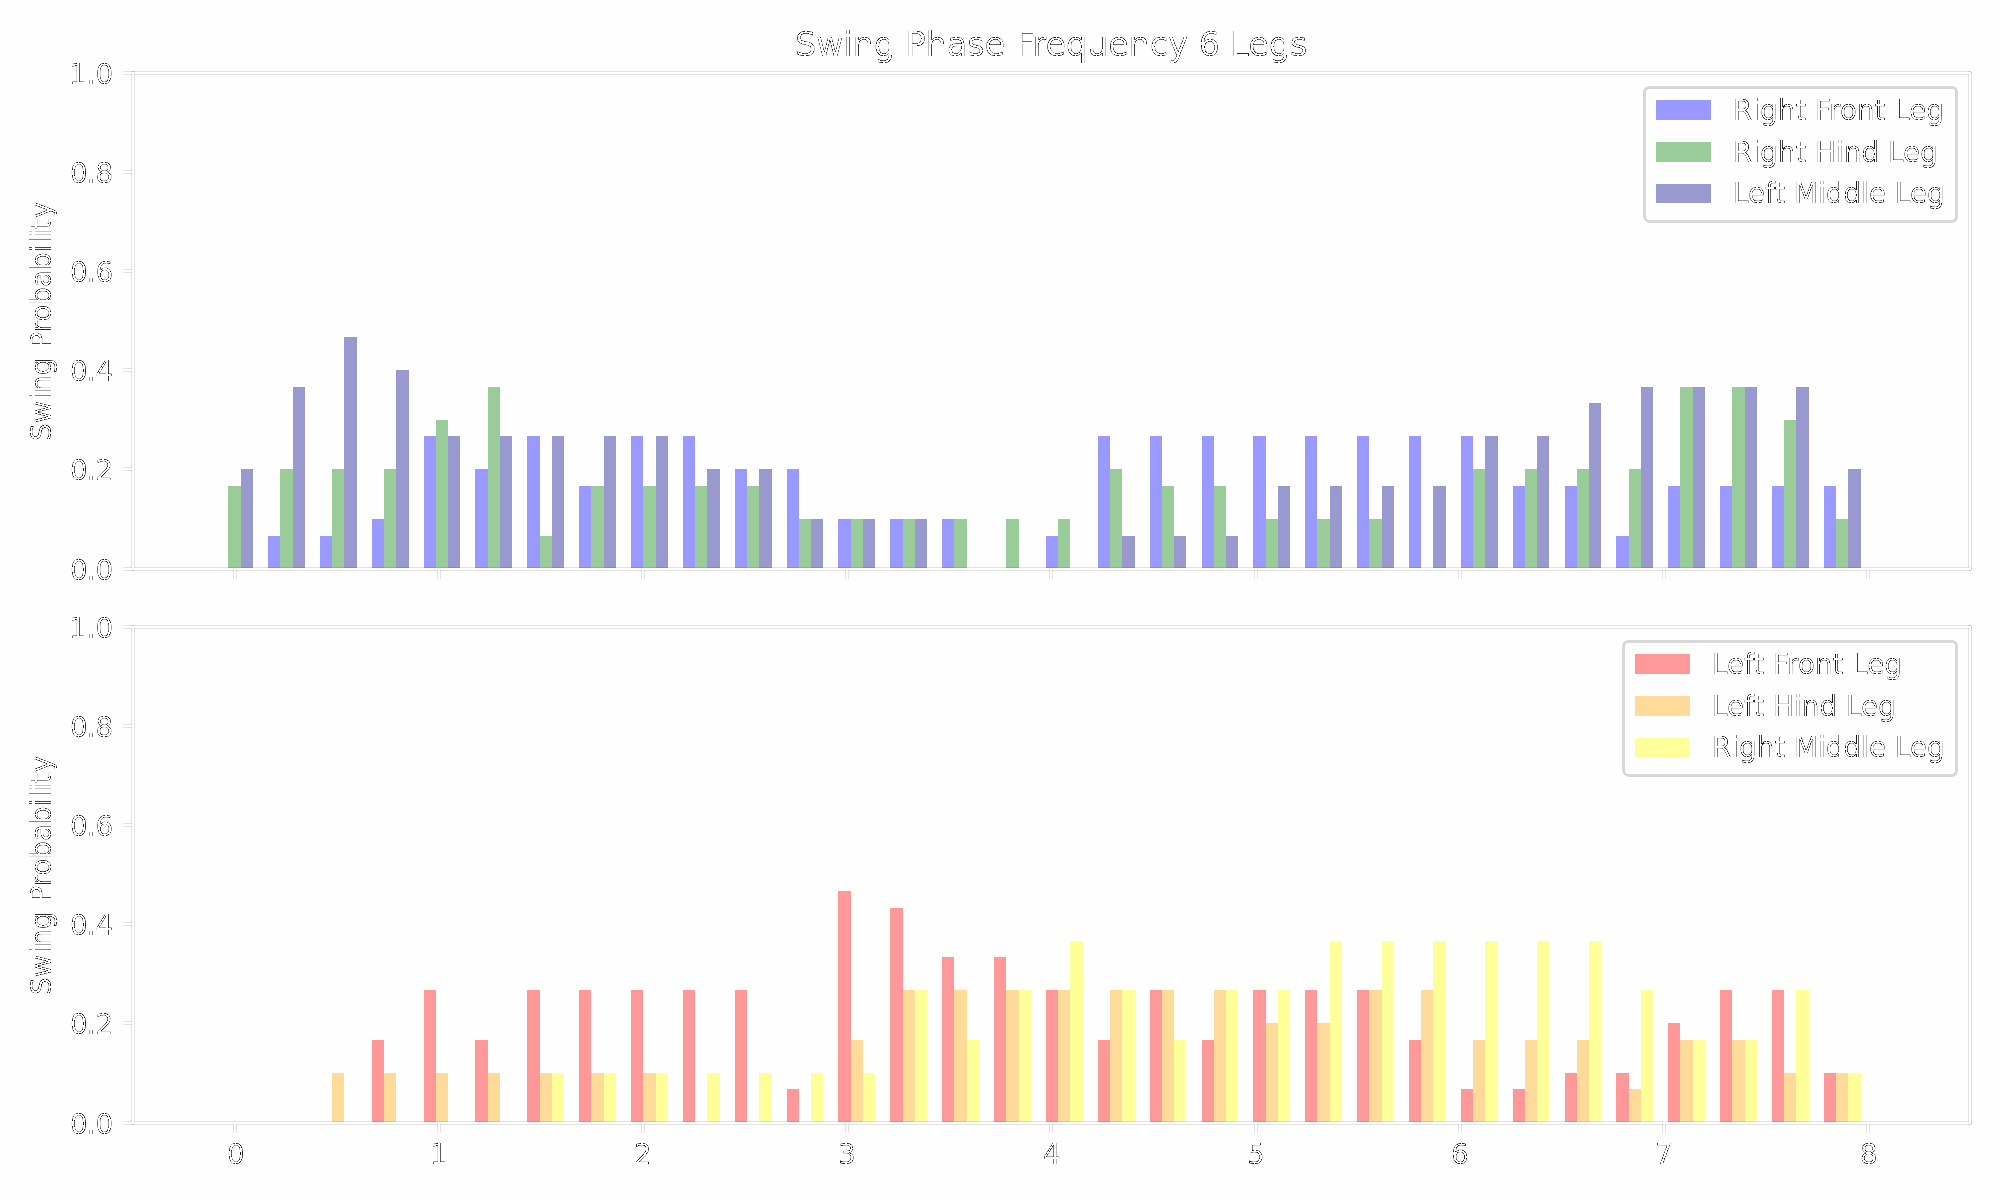 Swing Phase Frequency 6 Legs
1.0
0.8
0.6
0.4
0.2
0.0
Swing Probability
Right Front Leg
Right Hind Leg
Left Middle Leg
1.0
0.8
0.6
0.4
0.2
0.0
Swing Probability
Left Front Leg
Left Hind Leg
Right Middle Leg
0 1 2 3 4 5 6 7 8